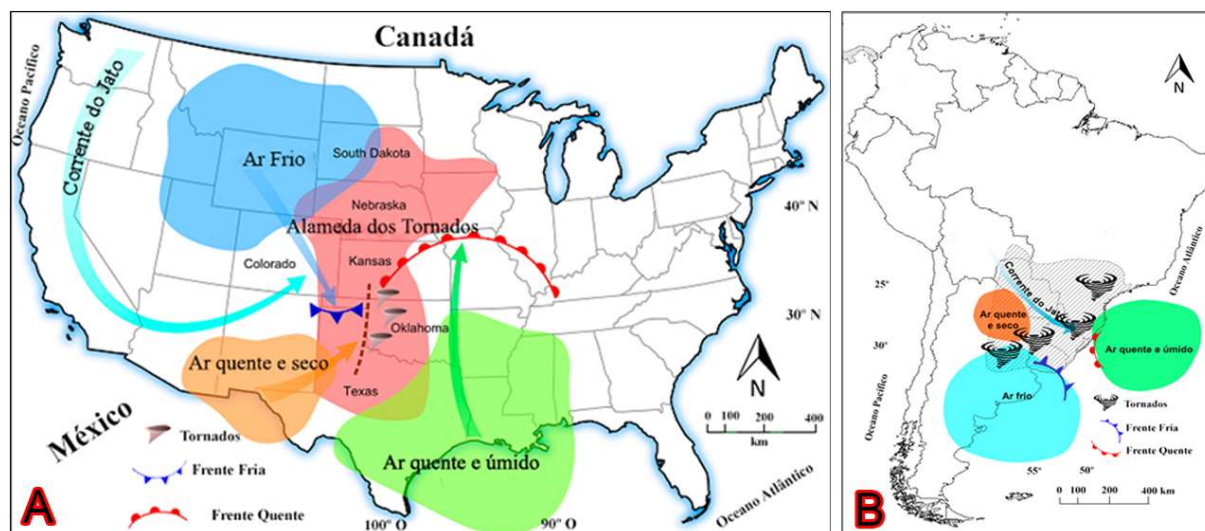 Canadá
Oceano Pacífico
Corrente do Jato
Ar Frio
South Dakota
Nebraska
Alameda dos Tornados
40° N
Colorado
Kansas
30° N
Oklahoma
Ar quente e seco
Texas
N
México
Tornados
0 100 200 400
km
Ar quente e úmido
Frente Fria
Oceano Atlântico
A
Frente Quente
100° O
90° O
N
Oceano Atlântico
25°
Corrente do Jato
Ar quente
e seco
Ar quente e úmido
30°
Oceano Pacífico
Ar frio
Tornados
Frente Fria
Frente Quente
55°
50°
B
0 100 200 400 km